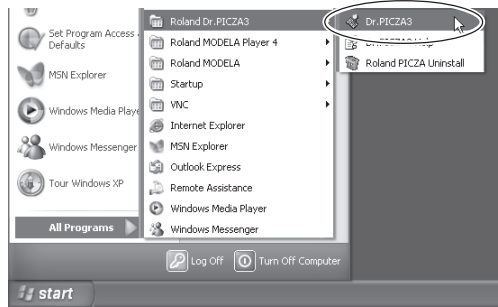 Set Program Access
Defaults
MSN Explorer
Windows Media Playe
Windows Messenger
Tour Windows XP
All Programs
Roland Dr.PICZA3
Roland MODELA Player 4
Roland MODELA
Startup
VNC
Internet Explorer
MSN Explorer
Outlook Express
Remote Assistance
Windows Media Player
Windows Messenger
Dr.PICZA3
Roland PICZA Uninstall
Log Off
Turn Off Computer
start